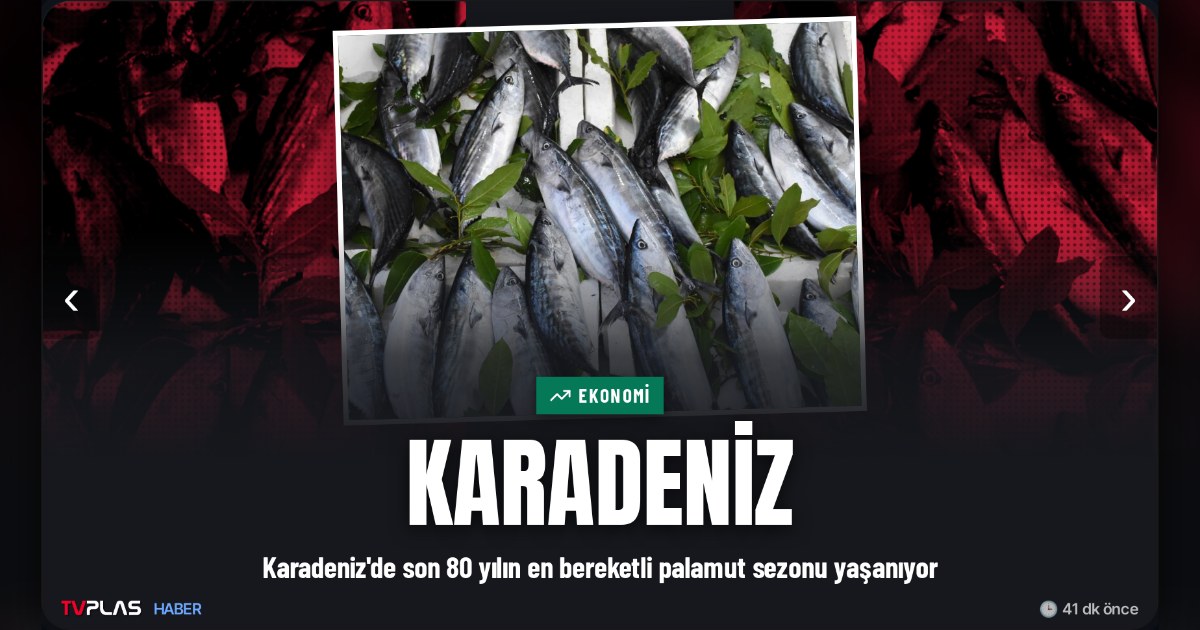 EKONOMİ
KARADENİZ
Karadeniz'de son 80 yılın en bereketli palamut sezonu yaşanıyor
TVPLAS HABER
41 dk önce